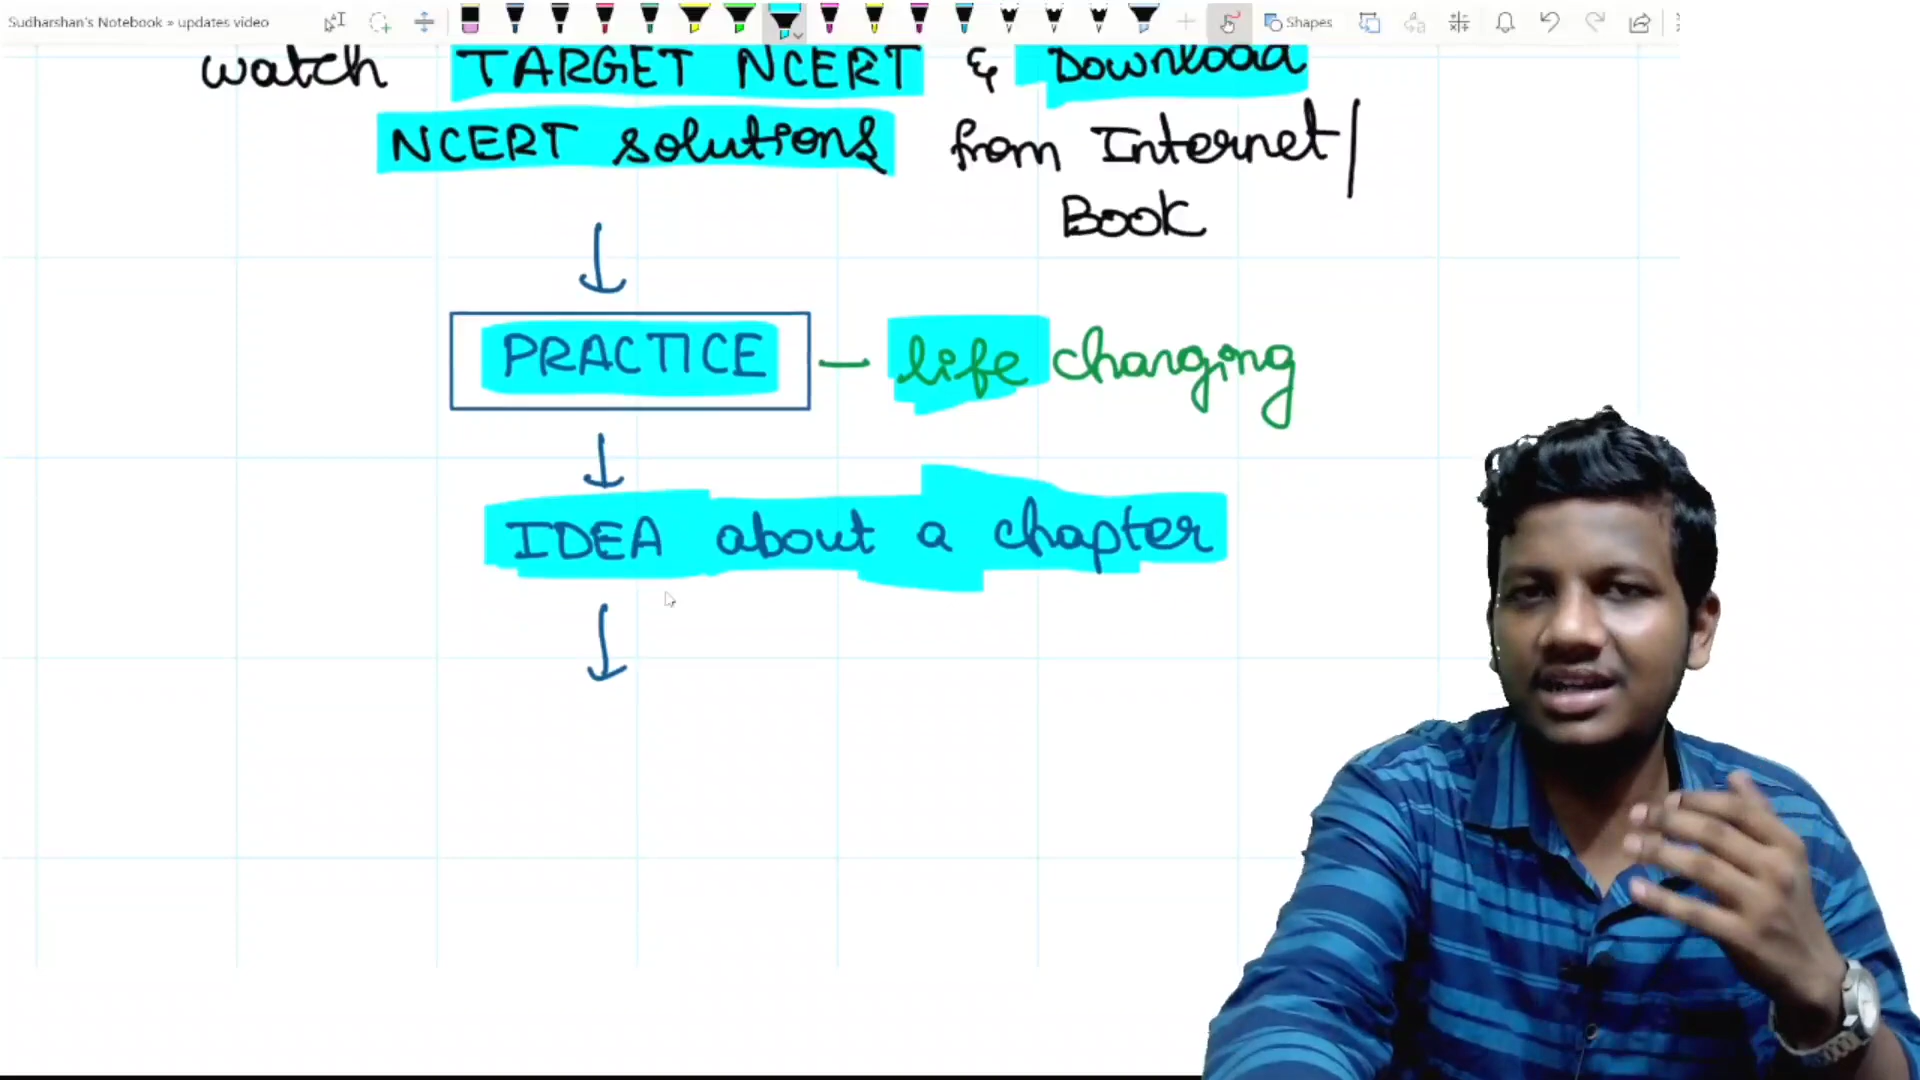 Sudharshan's Notebook » updates video
Shapes
watch TARGET NCERT & Download
NCERT solutions from Internet/
Book
PRACTICE — life changing
IDEA about a chapter